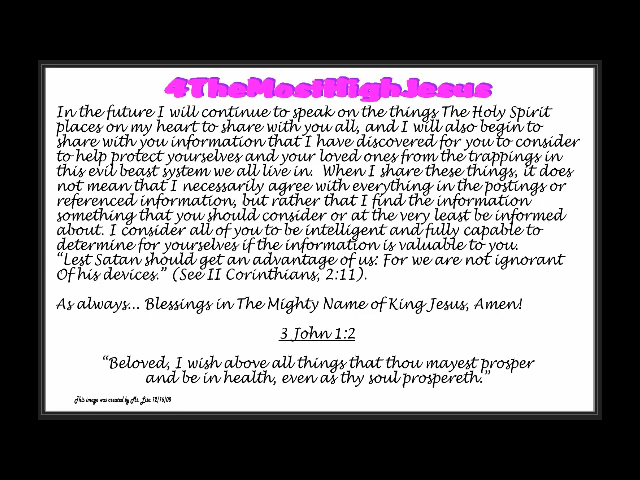 4TheMostHighJesus
In the future I will continue to speak on the things The Holy Spirit
places on my heart to share with you all, and I will also begin to
share with you information that I have discovered for you to consider
to help protect yourselves and your loved ones from the trappings in
this evil beast system we all live in. When I share these things, it does
not mean that I necessarily agree with everything in the postings or
referenced information, but rather that I find the information
something that you should consider or at the very least be informed
about. I consider all of you to be intelligent and fully capable to
determine for yourselves if the information is valuable to you.
“Lest Satan should get an advantage of us: For we are not ignorant
Of his devices.” (See II Corinthians, 2:11).
As always... Blessings in The Mighty Name of King Jesus, Amen!
3 John 1:2
“Beloved, I wish above all things that thou mayest prosper
and be in health, even as thy soul prospereth.”
This image was created by Ms. 12/16/09